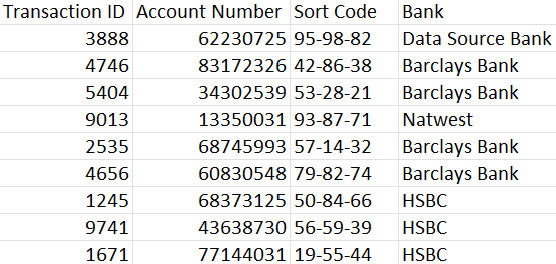 Transaction ID Account Number Sort Code Bank
3888 62230725 95-98-82 Data Source Bank
4746 83172326 42-86-38 Barclays Bank
5404 34302539 53-28-21 Barclays Bank
9013 13350031 93-87-71 Natwest
2535 68745993 57-14-32 Barclays Bank
4656 60830548 79-82-74 Barclays Bank
1245 68373125 50-84-66 HSBC
9741 43638730 56-59-39 HSBC
1671 77144031 19-55-44 HSBC